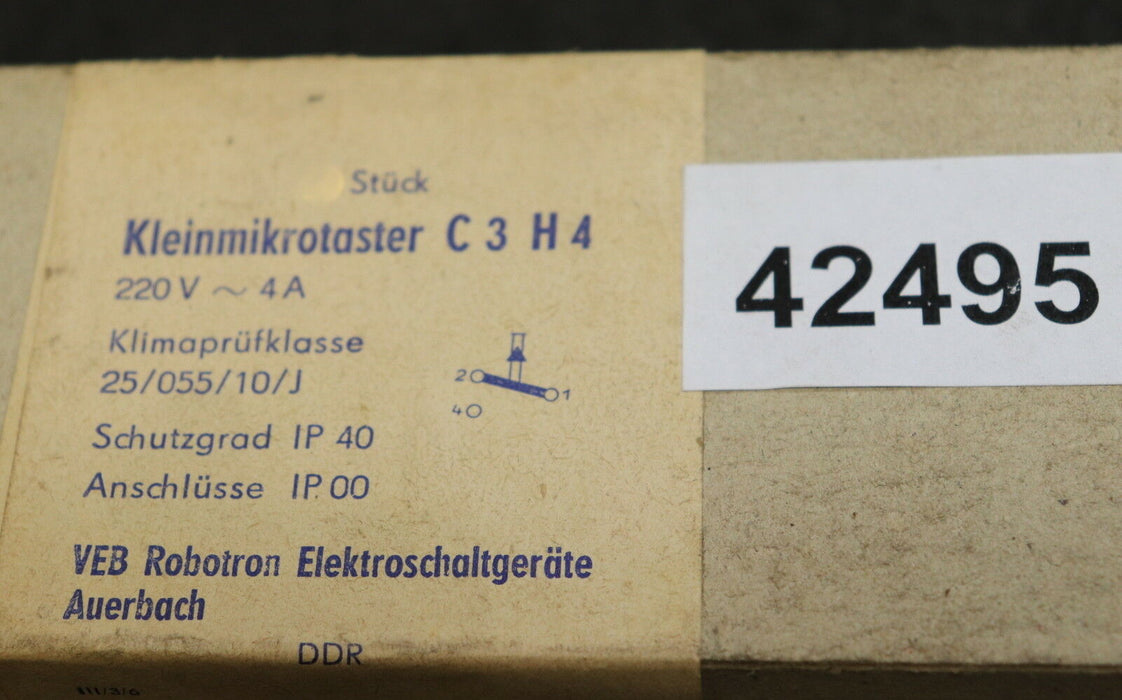 Stück
Kleinmikrotaster C 3 H 4
220 V ~ 4 A
Klimaprüfklasse
25/055/10/J
2
1
4
Schutzgrad IP 40
Anschlüsse IP 00
VEB Robotron Elektroschaltgeräte
Auerbach
DDR
42495